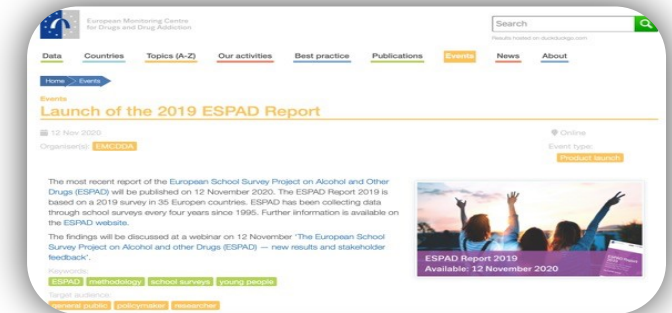 European Monitoring Centre
for Drugs and Drug Addiction
Search
Results hosted on duckduckgo.com
Data Countries Topics (A-Z) Our activities Best practice Publications Events News About
Home Events
Events
Launch of the 2019 ESPAD Report
12 Nov 2020
Online
Organiser(s): EMCDDA
Event type:
Product launch
The most recent report of the European School Survey Project on Alcohol and Other
Drugs (ESPAD) will be published on 12 November 2020. The ESPAD Report 2019 is
based on a 2019 survey in 35 Europen countries. ESPAD has been collecting data
through school surveys every four years since 1995. Further iinformation is available on
the ESPAD website.
The findings will be discussed at a webinar on 12 November 'The European School
Survey Project on Alcohol and other Drugs (ESPAD) — new results and stakeholder
feedback'.
ESPAD Report 2019
Available: 12 November 2020
Keywords:
ESPAD methodology school surveys young people
Target audience:
general public policymaker researcher